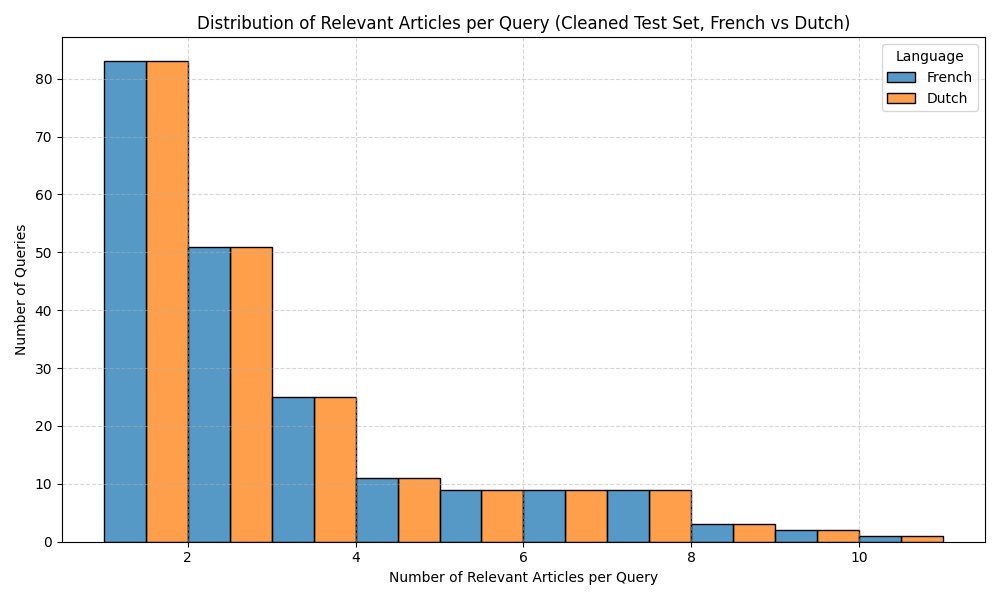 Distribution of Relevant Articles per Query (Cleaned Test Set, French vs Dutch)
Language
French
Dutch
Number of Queries
80
70
60
50
40
30
20
10
0
2
4
6
8
10
Number of Relevant Articles per Query